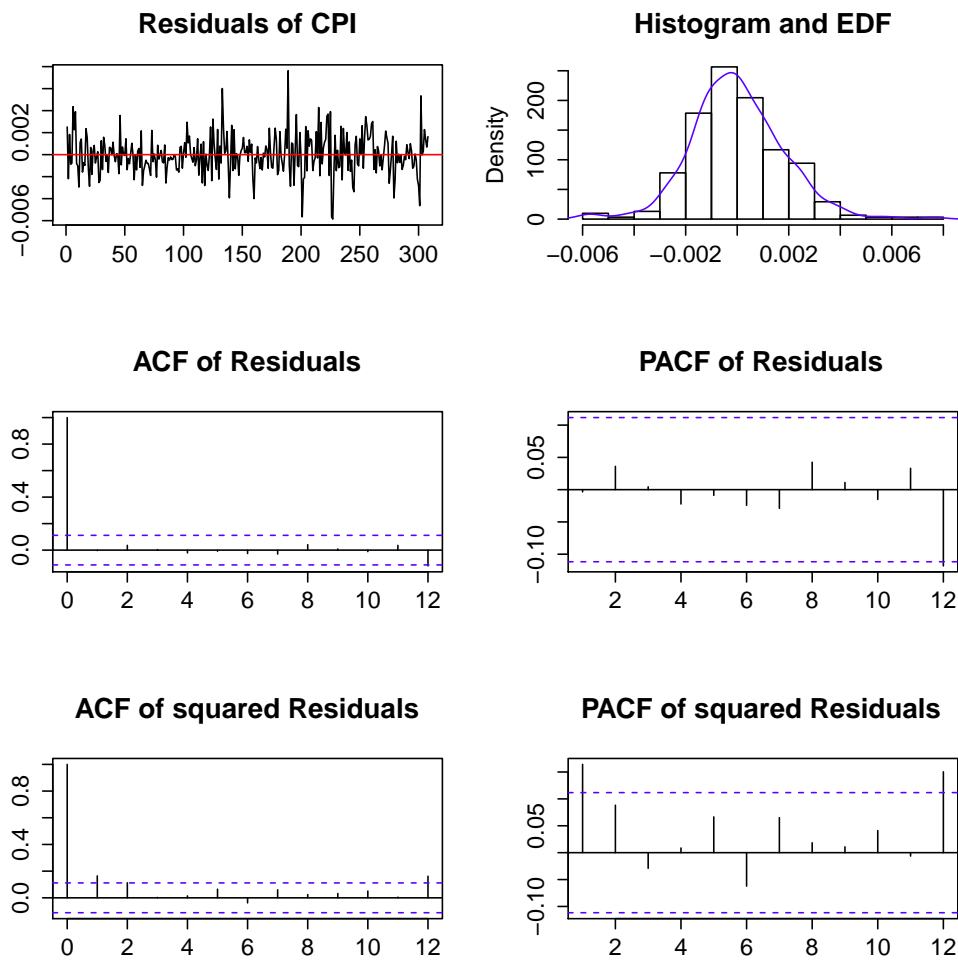 Residuals of CPI
0.002
−0.006 0.002
0 50 100 150 200 250 300
Histogram and EDF
Density
0 100 200
−0.006 −0.002 0.002 0.006
ACF of Residuals
0.0 0.4 0.8
0 2 4 6 8 10 12
PACF of Residuals
−0.10 0.05
2 4 6 8 10 12
ACF of squared Residuals
0.0 0.4 0.8
0 2 4 6 8 10 12
PACF of squared Residuals
−0.10 0.05
2 4 6 8 10 12